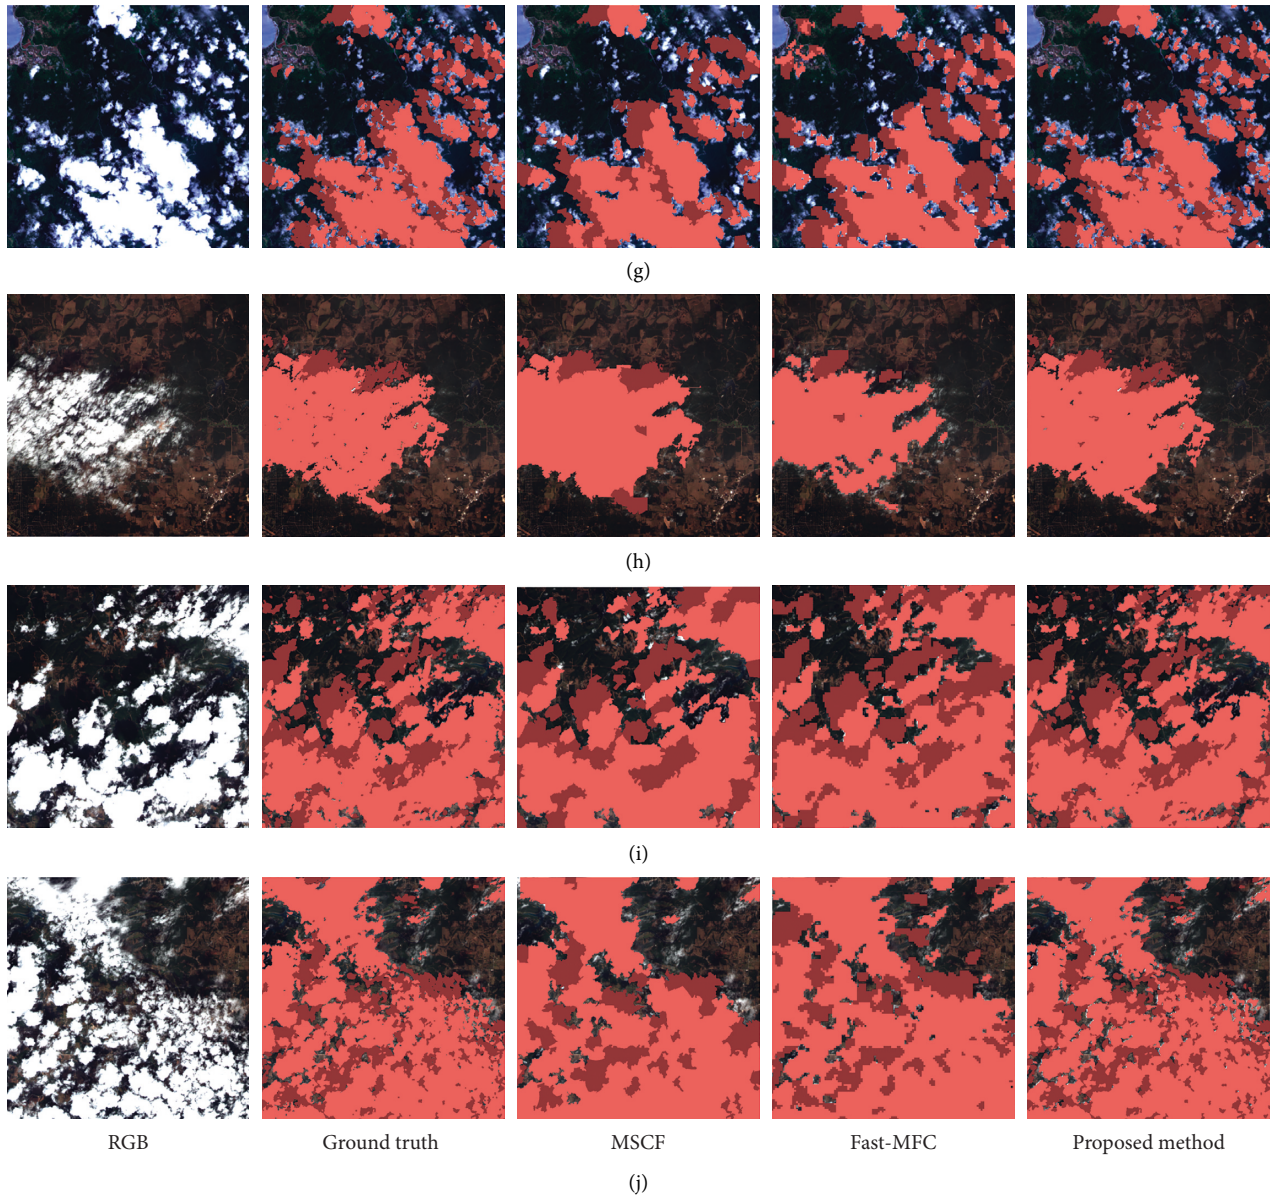 (g)
(h)
(i)
RGB
Ground truth
MSCF
Fast-MFC
Proposed method
(j)